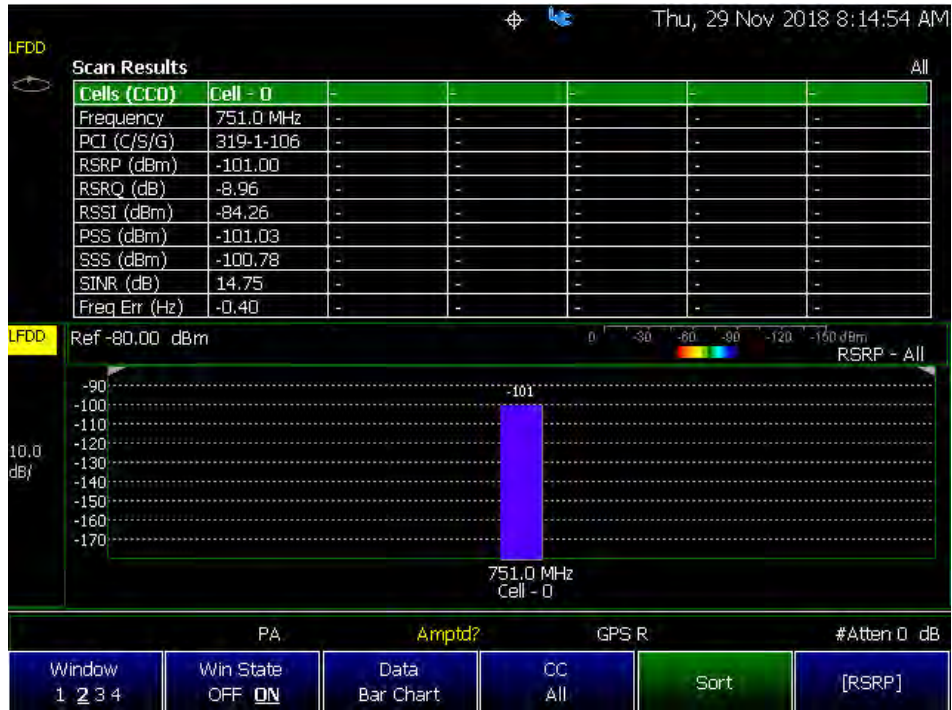 Thu, 29 Nov 2018 8:14:54 AM
LFDD
Scan Results All
Cells (CC0) Cell - 0 - - - - -
Frequency 751.0 MHz - - - - -
PCI (C/S/G) 319-1-106 - - - - -
RSRP (dBm) -101.00 - - - - -
RSRQ (dB) -8.96 - - - - -
RSSI (dBm) -84.26 - - - - -
PSS (dBm) -101.03 - - - - -
SSS (dBm) -100.78 - - - - -
SINR (dB) 14.75 - - - - -
Freq Err (Hz) -0.40 - - - - -
LFDD Ref -80.00 dBm 0 -30 -60 -90 -120 -150 dBm
RSRP - All
-90
-101
-100
-110
-120
10.0
dB/
-130
-140
-150
-160
-170
751.0 MHz
Cell - 0
PA Amptd? GPS R #Atten 0 dB
Window Win State Data CC Sort [RSRP]
1 2 3 4 OFF ON Bar Chart All